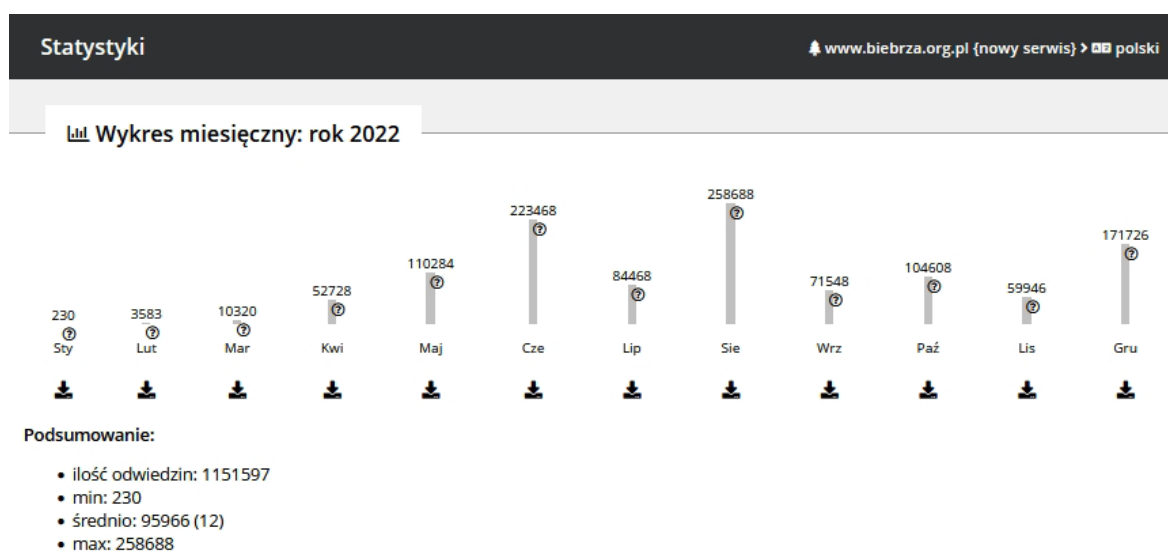 Statystyki
www.biebrza.org.pl {nowy serwis} > polski
Wykres miesięczny: rok 2022
230 3583 10320 52728 110284 223468 84468 258688 71548 104608 59946 171726
Sty Lut Mar Kwi Maj Cze Lip Sie Wrz Paź Lis Gru
Podsumowanie:
• ilość odwiedzin: 1151597
• min: 230
• średnio: 95966 (12)
• max: 258688